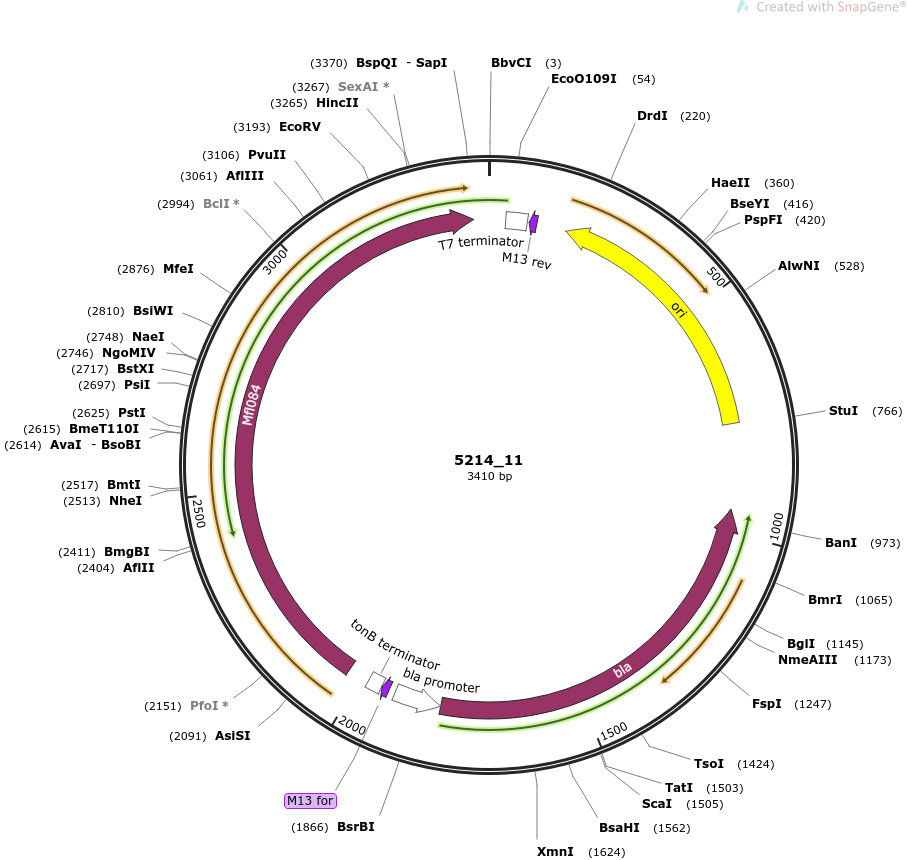 Created with SnapGene®
(3370) BspQI - SapI
BbvCI (3)
(3267) SexAI *
EcoO109I (54)
(3265) HincII
DrdI (220)
(3193) EcoRV
(3106) PvuII
(3061) AflIII
HaeII (360)
(2994) BclI *
BseYI (416)
PspFI (420)
T7 terminator
M13 rev
3000
500
AlwNI (528)
(2876) MfeI
ori
(2810) BsiWI
(2748) NaeI
(2746) NgoMIV
(2717) BstXI
(2697) PsiI
Mfl084
StuI (766)
(2625) PstI
(2615) BmeT110I
(2614) AvaI - BsoBI
5214_11
3410 bp
(2517) BmtI
(2513) NheI
2500
1000
BanI (973)
(2411) BmgBI
(2404) AflII
BmrI (1065)
tonB terminator
BglI (1145)
NmeAIII (1173)
bla promoter
bla
(2151) PfoI *
FspI (1247)
(2091) AsiSI
2000
1500
TsoI (1424)
TatI (1503)
M13 for
ScaI (1505)
(1866) BsrBI
BsaHI (1562)
XmnI (1624)